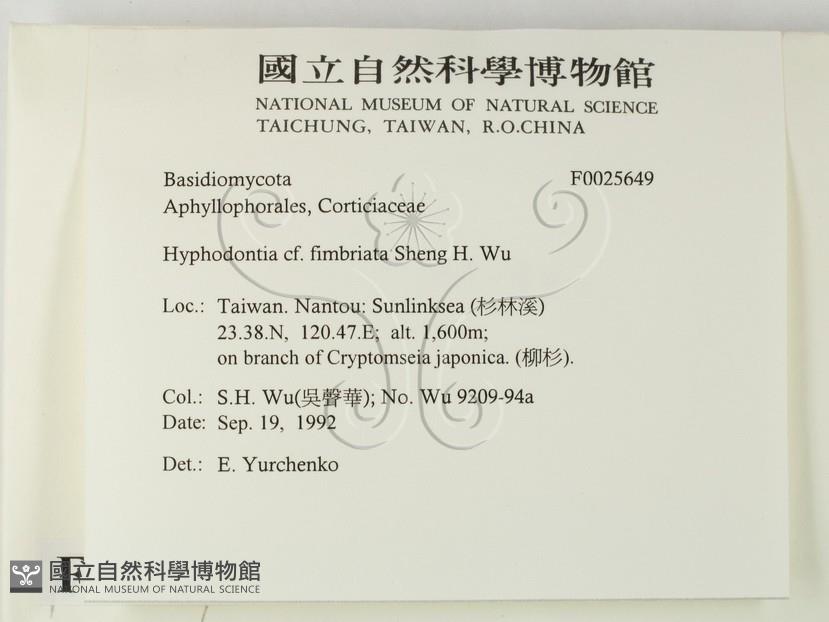 國立自然科學博物館
NATIONAL MUSEUM OF NATURAL SCIENCE
TAICHUNG, TAIWAN, R.O.CHINA
Basidiomycota F0025649
Aphyllophorales, Corticiaceae
Hyphodontia cf. fimbriata Sheng H. Wu
Loc.: Taiwan. Nantou: Sunlinksea (杉林溪)
23.38.N, 120.47.E; alt. 1,600m;
on branch of Cryptomseia japonica. (柳杉).
Col.: S.H. Wu(吳聲華); No. Wu 9209-94a
Date: Sep. 19, 1992
Det.: E. Yurchenko
F
國立自然科學博物館
NATIONAL MUSEUM OF NATURAL SCIENCE